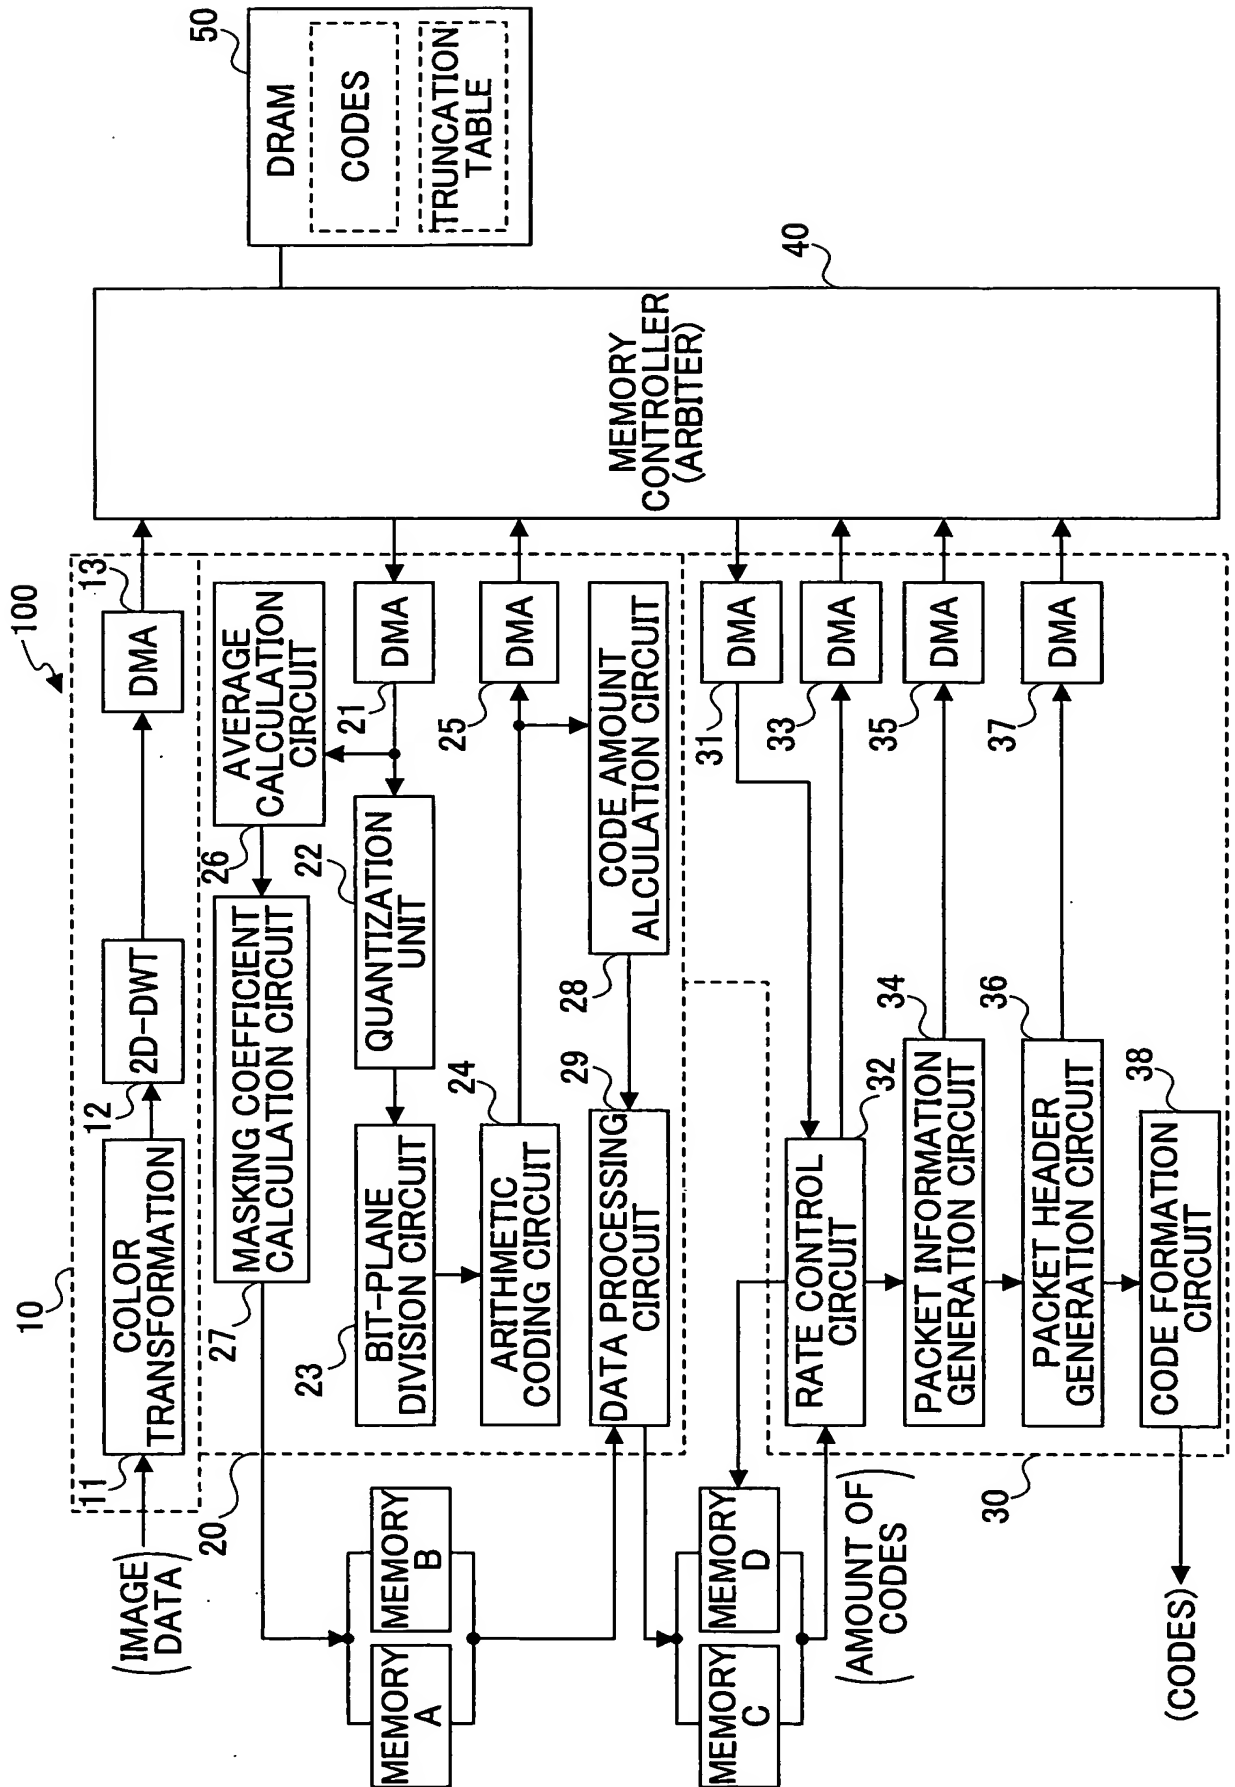 100
10
(IMAGE
DATA)
11
COLOR
TRANSFORMATION
12
2D-DWT
13
DMA
20
27
MASKING COEFFICIENT
CALCULATION CIRCUIT
26
AVERAGE
CALCULATION
CIRCUIT
21
DMA
22
QUANTIZATION
UNIT
23
BIT-PLANE
DIVISION CIRCUIT
24
ARITHMETIC
CODING CIRCUIT
25
DMA
28
CODE AMOUNT
ALCULATION CIRCUIT
29
DATA PROCESSING
CIRCUIT
MEMORY
A
MEMORY
B
MEMORY
C
MEMORY
D
(AMOUNT OF
CODES)
30
31
DMA
32
RATE CONTROL
CIRCUIT
33
DMA
34
PACKET INFORMATION
GENERATION CIRCUIT
35
DMA
36
PACKET HEADER
GENERATION CIRCUIT
37
DMA
38
CODE FORMATION
CIRCUIT
(CODES)
40
MEMORY
CONTROLLER
(ARBITER)
50
DRAM
CODES
TRUNCATION
TABLE